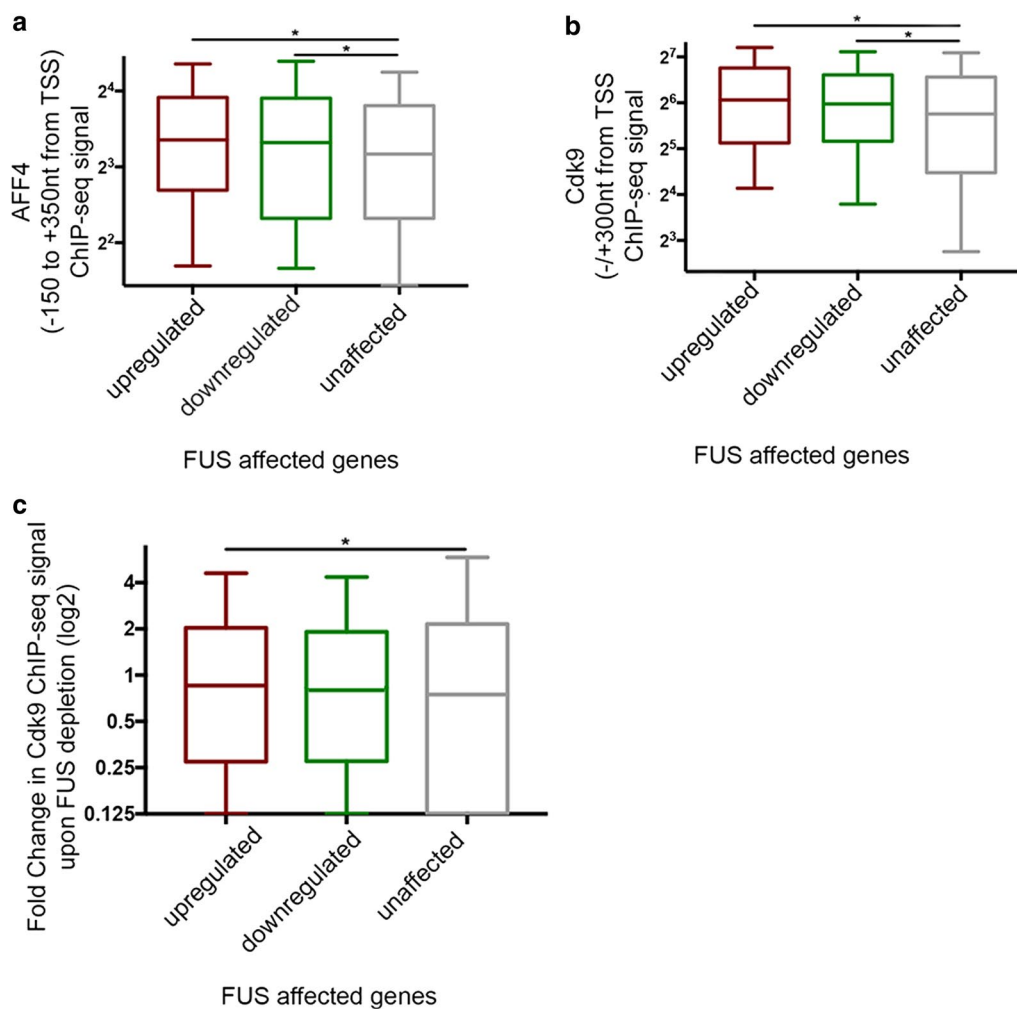 a
*
*
AFF4
(-150 to +350nt from TSS)
ChIP-seq signal
2⁴
2³
2²
upregulated
downregulated
unaffected
FUS affected genes
b
*
*
Cdk9
(-/+300nt from TSS
ChIP-seq signal
2⁷
2⁶
2⁵
2⁴
2³
upregulated
downregulated
unaffected
FUS affected genes
c
*
Fold Change in Cdk9 ChIP-seq signal
upon FUS depletion (log2)
4
2
1
0.5
0.25
0.125
upregulated
downregulated
unaffected
FUS affected genes